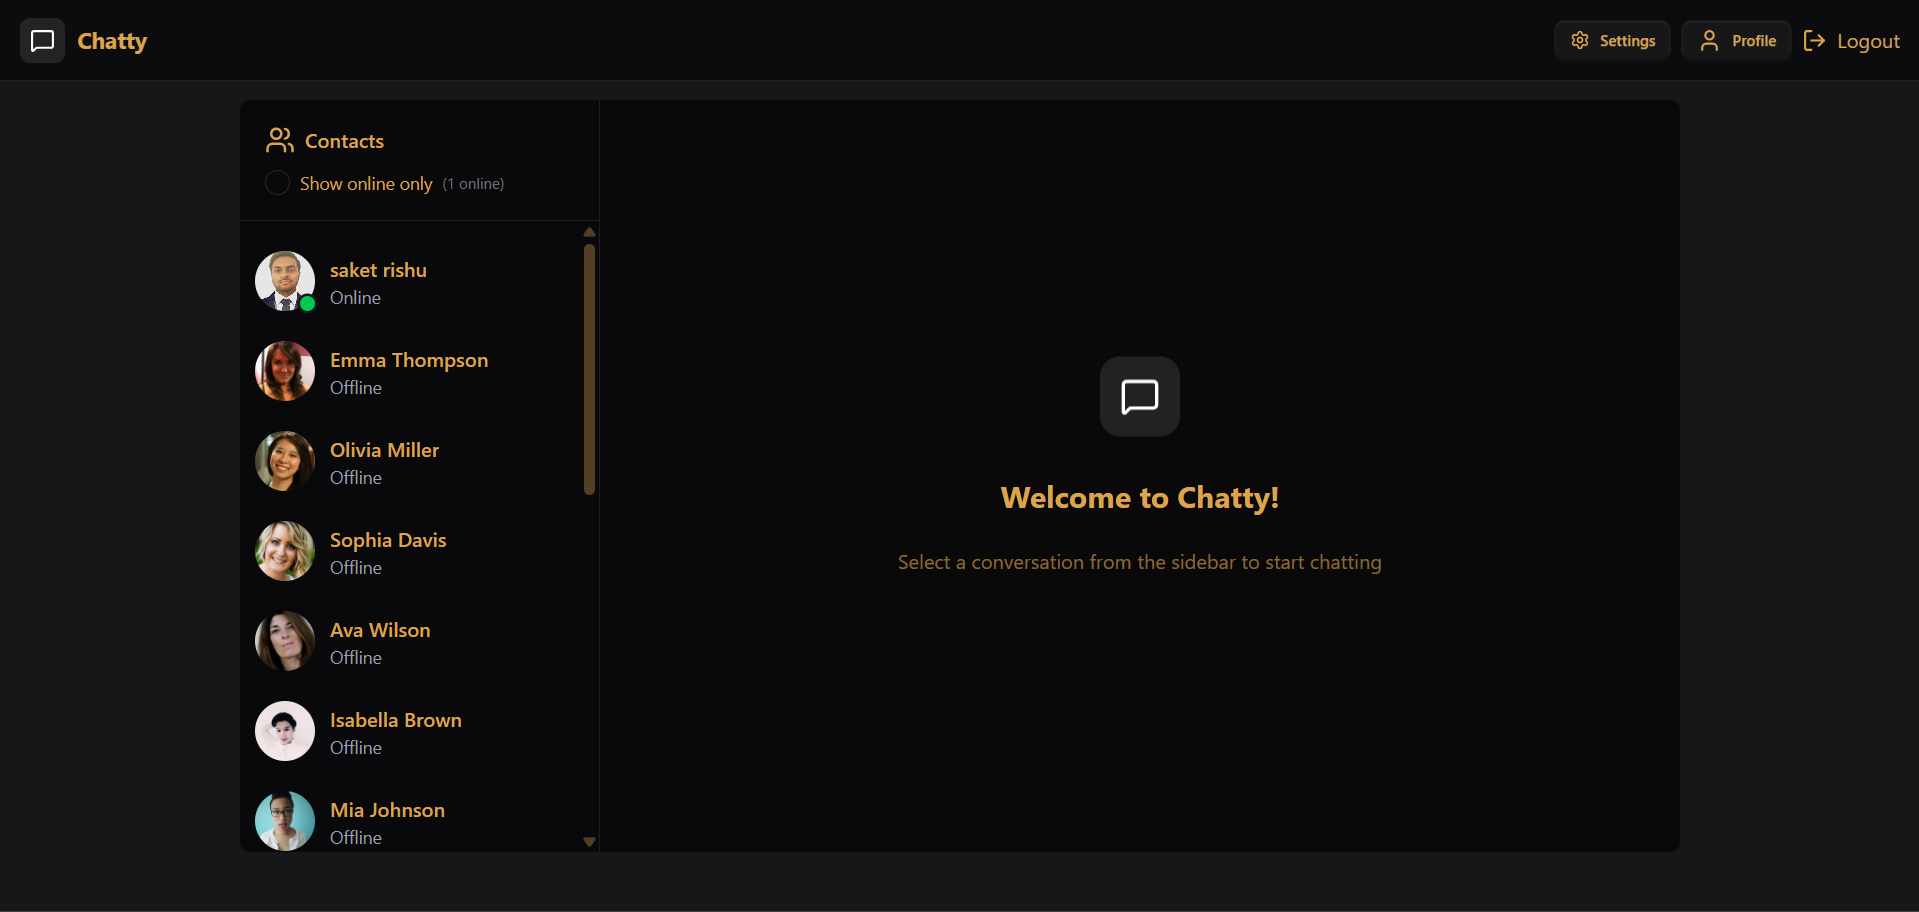 Chatty
Settings
Profile
Logout
Contacts
Show online only (1 online)
saket rishu
Online
Emma Thompson
Offline
Olivia Miller
Offline
Sophia Davis
Offline
Ava Wilson
Offline
Isabella Brown
Offline
Mia Johnson
Offline
Welcome to Chatty!
Select a conversation from the sidebar to start chatting